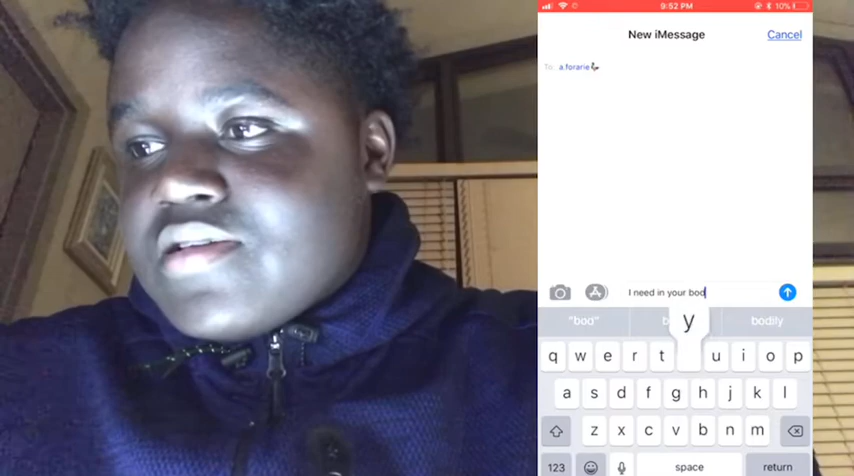 9:52 PM 10%
New iMessage Cancel
To: a.forarie
I need in your bod
"bod" b bodily
y
q w e r t u i o p
a s d f g h j k l
z x c v b n m
123 space return